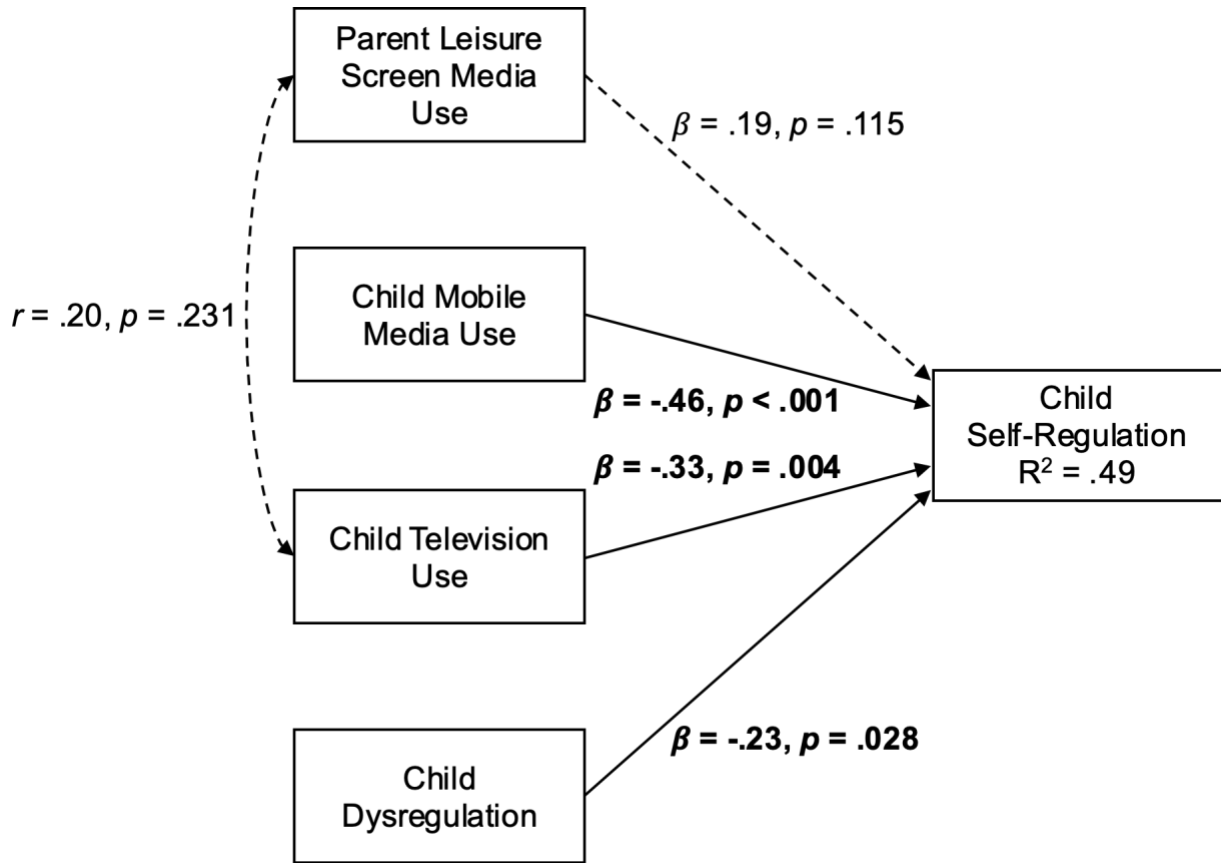 Parent Leisure
Screen Media
Use
β = .19, p = .115
Child Mobile
Media Use
r = .20, p = .231
β = -.46, p < .001
Child
Self-Regulation
R² = .49
β = -.33, p = .004
Child Television
Use
β = -.23, p = .028
Child
Dysregulation